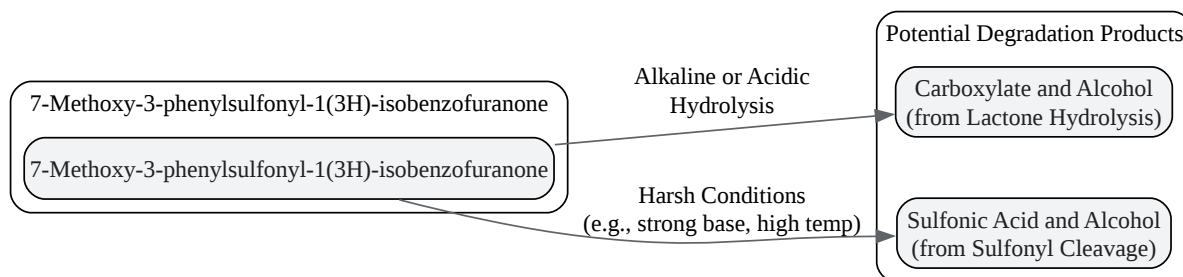 7-Methoxy-3-phenylsulfonyl-1(3H)-isobenzofuranone
7-Methoxy-3-phenylsulfonyl-1(3H)-isobenzofuranone
Alkaline or Acidic
Hydrolysis
Harsh Conditions
(e.g., strong base, high temp)
Potential Degradation Products
Carboxylate and Alcohol
(from Lactone Hydrolysis)
Sulfonic Acid and Alcohol
(from Sulfonyl Cleavage)